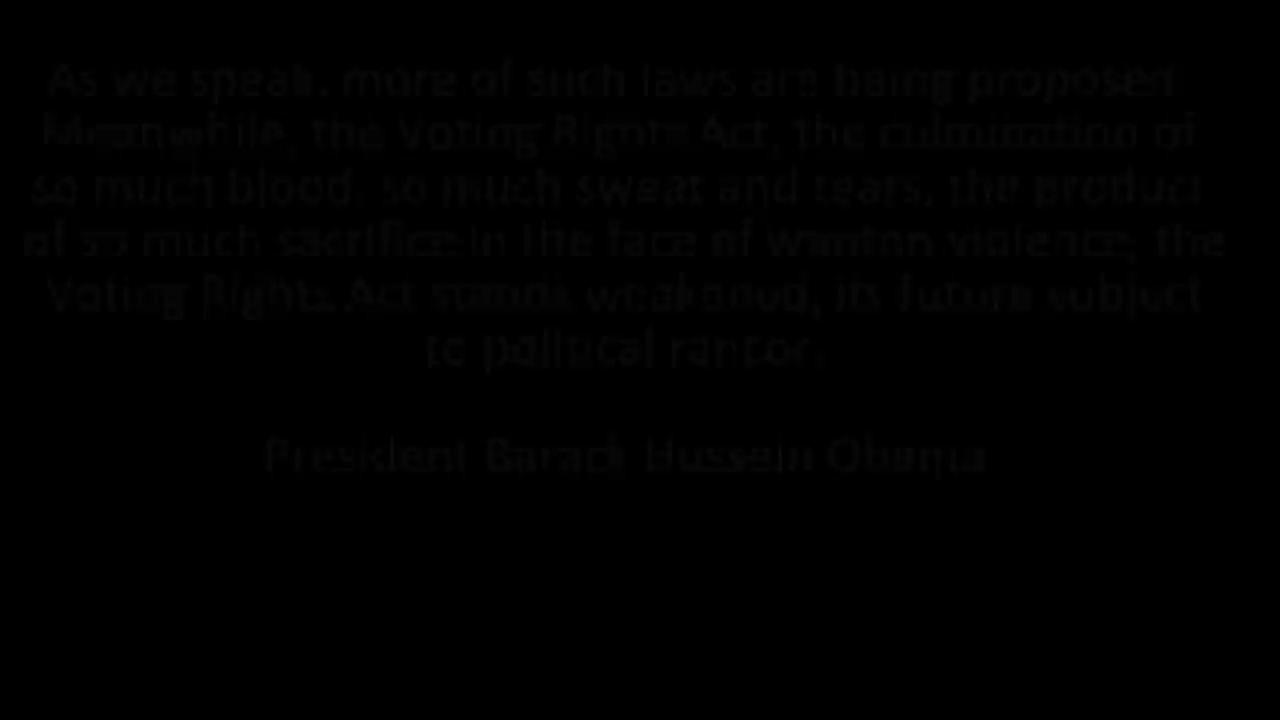 As we speak, more of such laws are being proposed.
Meanwhile, the Voting Rights Act, the culmination of
so much blood, so much sweat and tears, the product
of so much sacrifice in the face of wanton violence, the
Voting Rights Act stands weakened, its future subject
to political rancor.
President Barack Hussein Obama